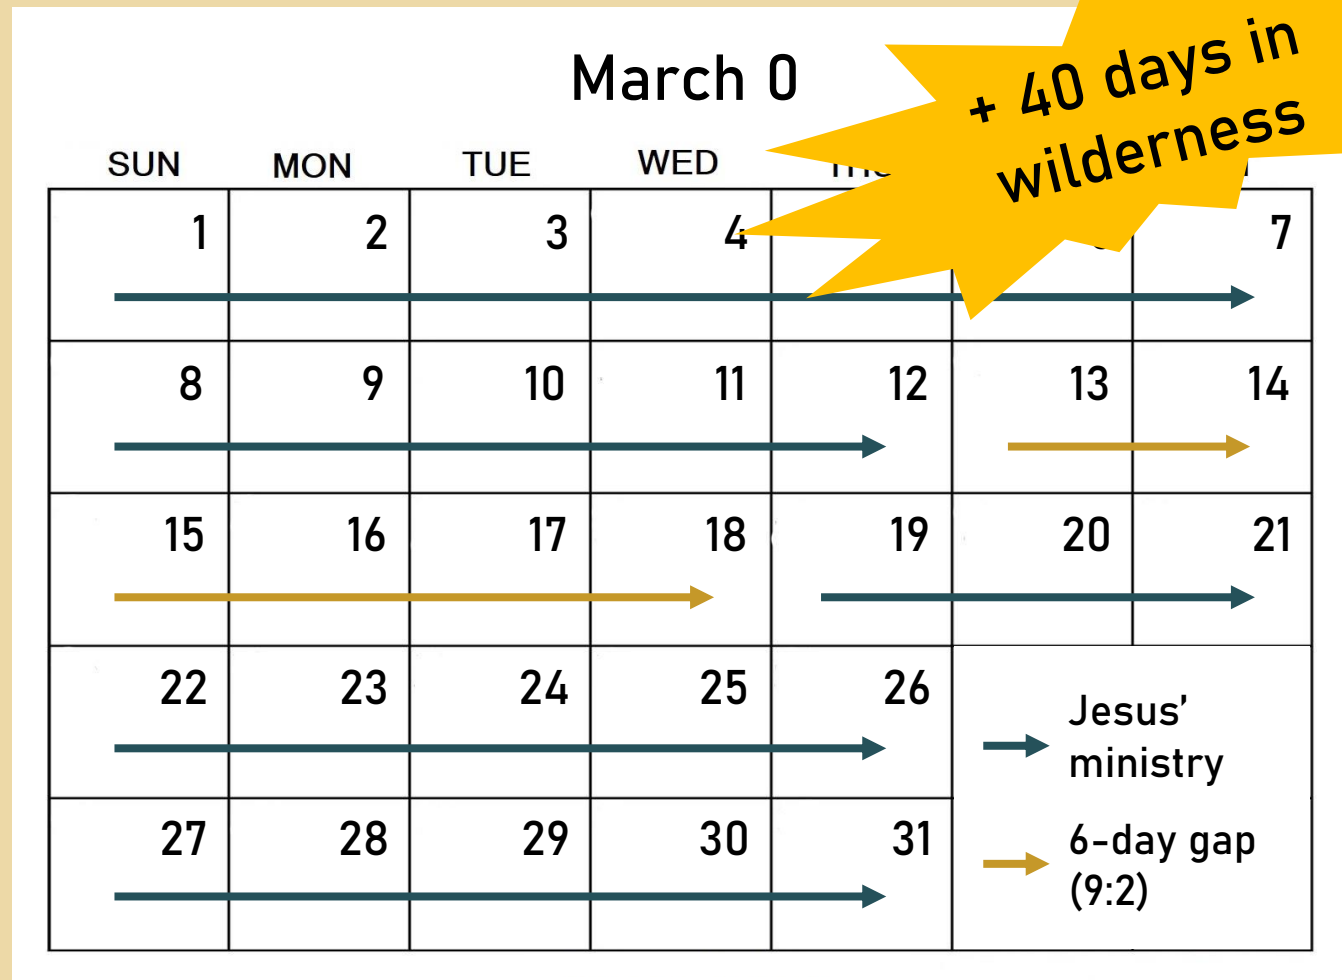 March 0
+ 40 days in
wilderness
SUN MON TUE WED
1 2 3 4 7
8 9 10 11 12 13 14
15 16 17 18 19 20 21
22 23 24 25 26
27 28 29 30 31
Jesus’
ministry
6-day gap
(9:2)